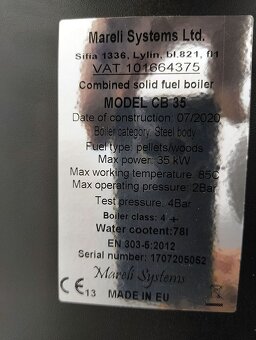 Mareli Systems Ltd.
Sifia 1336, Lylin, bl.821, fl1
VAT 101664375
Combined solid fuel boiler
MODEL CB 35
Date of construction: 07/2020
Boiler category: Steel body
Fuel type: pellets/woods
Max power: 35 kW
Max working temperature: 85C
Max operating pressure: 2Bar
Test pressure: 4Bar
Boiler class: 4 +
Water cootent:78l
EN 303-5:2012
Serial number: 1707205052
Mareli Systems
CE 13 MADE IN EU